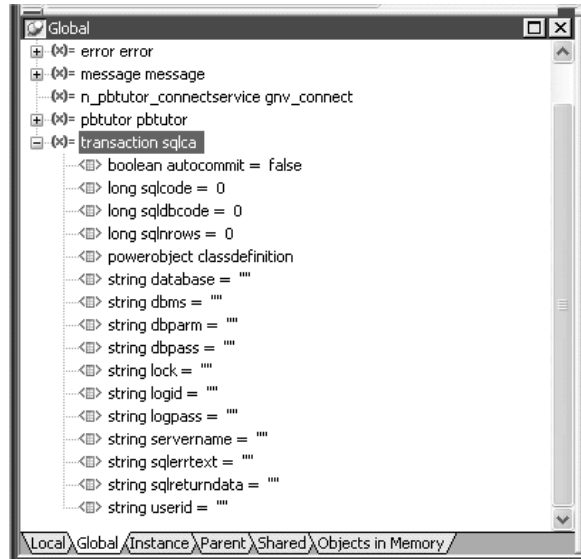 Global
(x)= error error
(x)= message message
(x)= n_pbtutor_connectservice gnv_connect
(x)= pbtutor pbtutor
(x)= transaction sqlca
boolean autocommit = false
long sqlcode = 0
long sqldbcode = 0
long sqlnrows = 0
powerobject classdefinition
string database = ""
string dbms = ""
string dbparm = ""
string dbpass = ""
string lock = ""
string logid = ""
string logpass = ""
string servername = ""
string sqlerrtext = ""
string sqlreturndata = ""
string userid = ""
Local Global Instance Parent Shared Objects in Memory